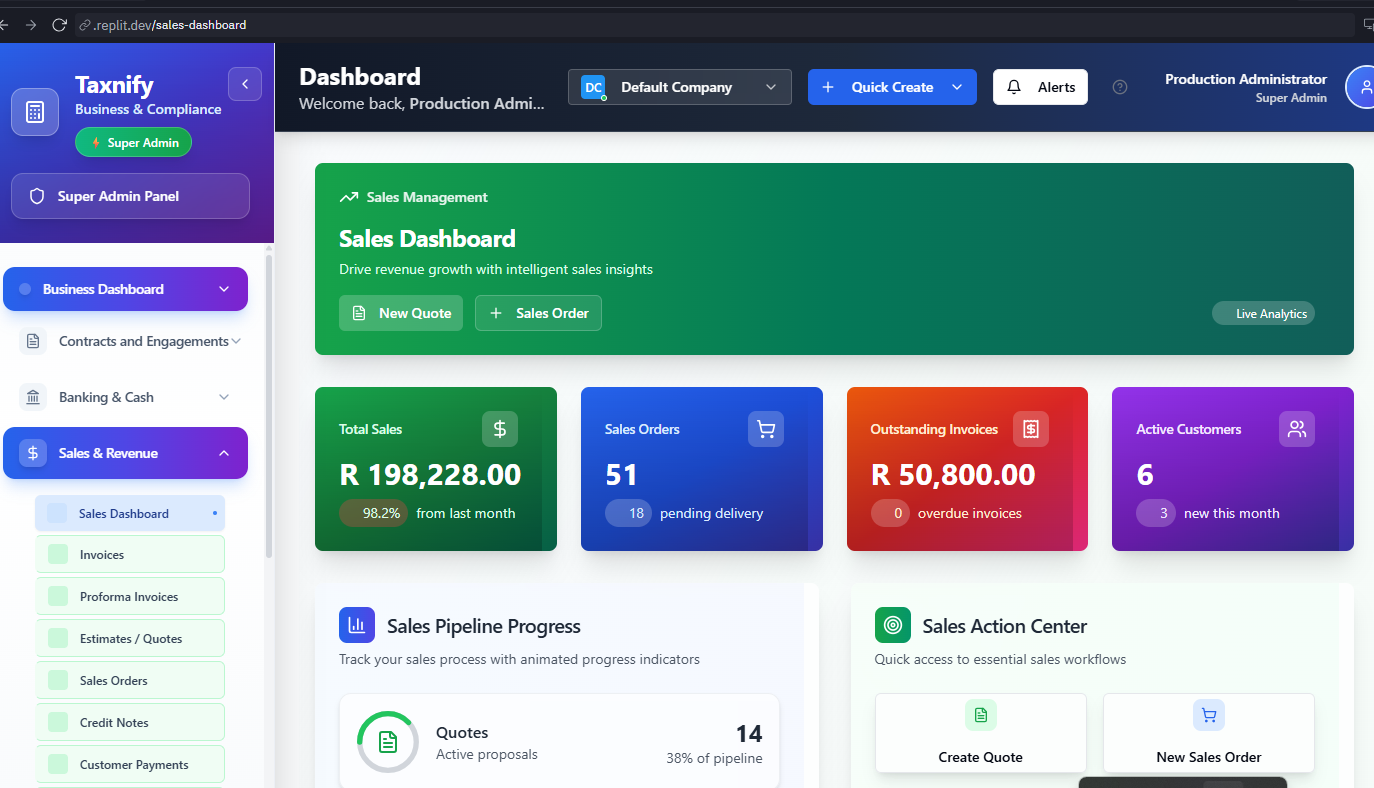 .replit.dev/sales-dashboard
Taxnify
Business & Compliance
Super Admin
Super Admin Panel
Business Dashboard
Contracts and Engagements
Banking & Cash
Sales & Revenue
Sales Dashboard
Invoices
Proforma Invoices
Estimates / Quotes
Sales Orders
Credit Notes
Customer Payments
Dashboard
Welcome back, Production Admi...
DC
Default Company
Quick Create
Alerts
Production Administrator
Super Admin
Sales Management
Sales Dashboard
Drive revenue growth with intelligent sales insights
New Quote
Sales Order
Live Analytics
Total Sales
R 198,228.00
98.2% from last month
Sales Orders
51
18 pending delivery
Outstanding Invoices
R 50,800.00
0 overdue invoices
Active Customers
6
3 new this month
Sales Pipeline Progress
Track your sales process with animated progress indicators
Quotes
Active proposals
14
38% of pipeline
Sales Action Center
Quick access to essential sales workflows
Create Quote
New Sales Order